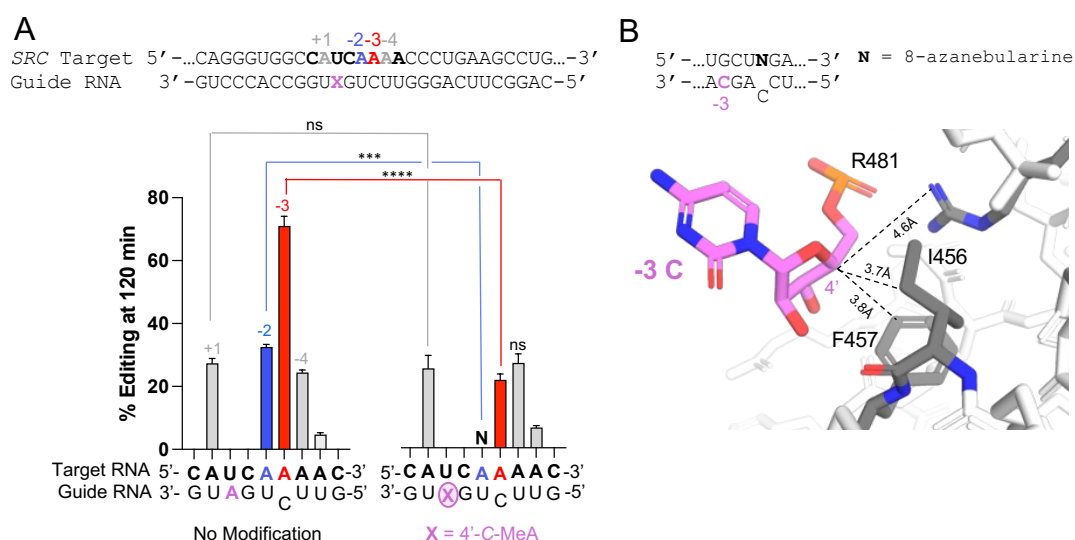 A
+1 -2 -3 -4
SRC Target 5'-…CAGGGUGGCCAUCAAAAACCCUGAAGCCUG…-3'
Guide RNA 3'-GUCCCACCGGUXGUCUUGGGACUUCGGAC-5'
ns
***
****
% Editing at 120 min
80
60
40
20
0
+1
-2
-3
-4
N
ns
Target RNA 5'- C A U C A A A A C -3'
Guide RNA 3'- G U A G U C U U G -5'
No Modification
5'- C A U C A A A A C -3'
3'- G U X G U C U U G -5'
X = 4'-C-MeA
B
5'-…UGCUNGA…-3' N = 8-azanebularine
3'-…ACGA C CU…-5'
-3
R481
4.6Å
I456
-3 C
4'
3.7Å
3.8Å
F457